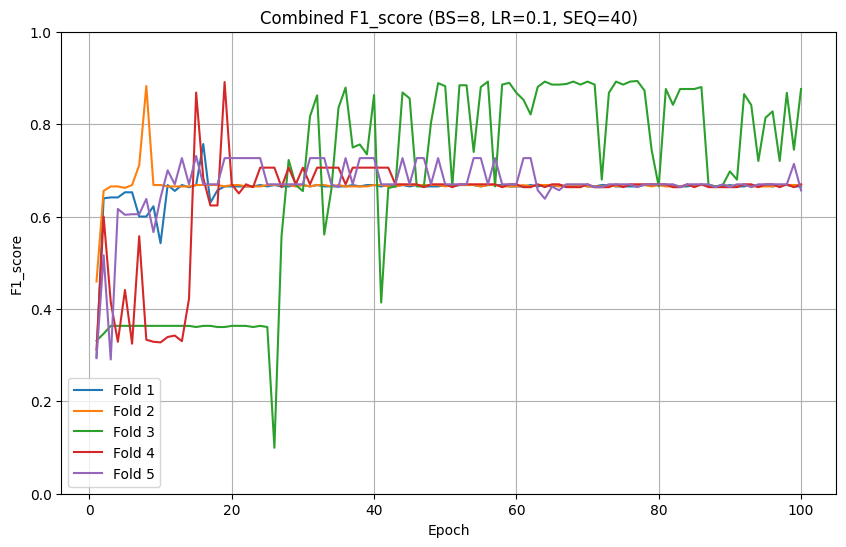 Combined F1_score (BS=8, LR=0.1, SEQ=40)
1.0
0.8
0.6
0.4
0.2
0.0
F1_score
Fold 1
Fold 2
Fold 3
Fold 4
Fold 5
0 20 40 60 80 100
Epoch